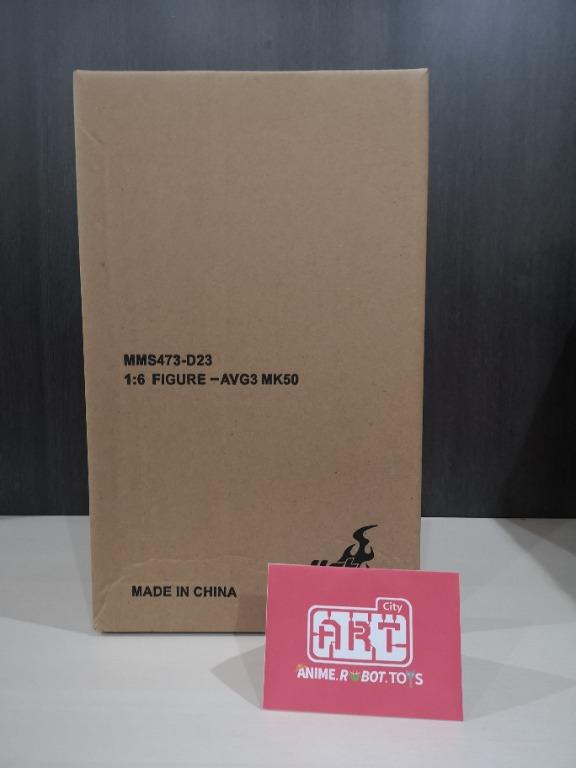 MMS473-D23
1:6 FIGURE -AVG3 MK50
MADE IN CHINA
City
ART
ANIME.ROBOT.TOYS